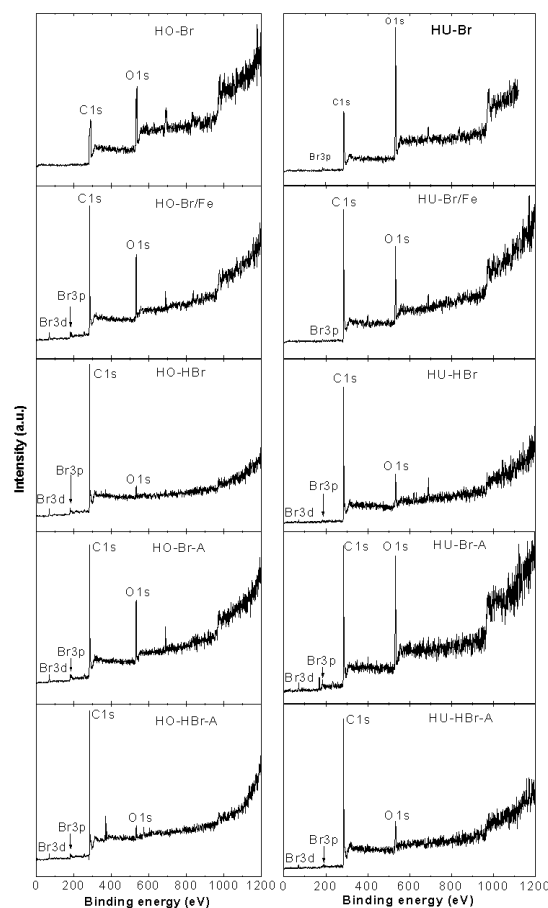 HO-Br
C1s
O1s
HU-Br
O1s
C1s
Br3p
HO-Br/Fe
C1s
O1s
Br3p
Br3d
HU-Br/Fe
C1s
O1s
Br3p
HO-HBr
C1s
Br3p
O1s
Br3d
HU-HBr
C1s
O1s
Br3p
Br3d
HO-Br-A
C1s
O1s
Br3p
Br3d
HU-Br-A
C1s O1s
Br3p
Br3d
HO-HBr-A
C1s
O1s
Br3p
Br3d
HU-HBr-A
C1s
O1s
Br3p
Br3d
Intensity (a.u.)
0 200 400 600 800 1000 1200
Binding energy (eV)
0 200 400 600 800 1000 1200
Binding energy (eV)